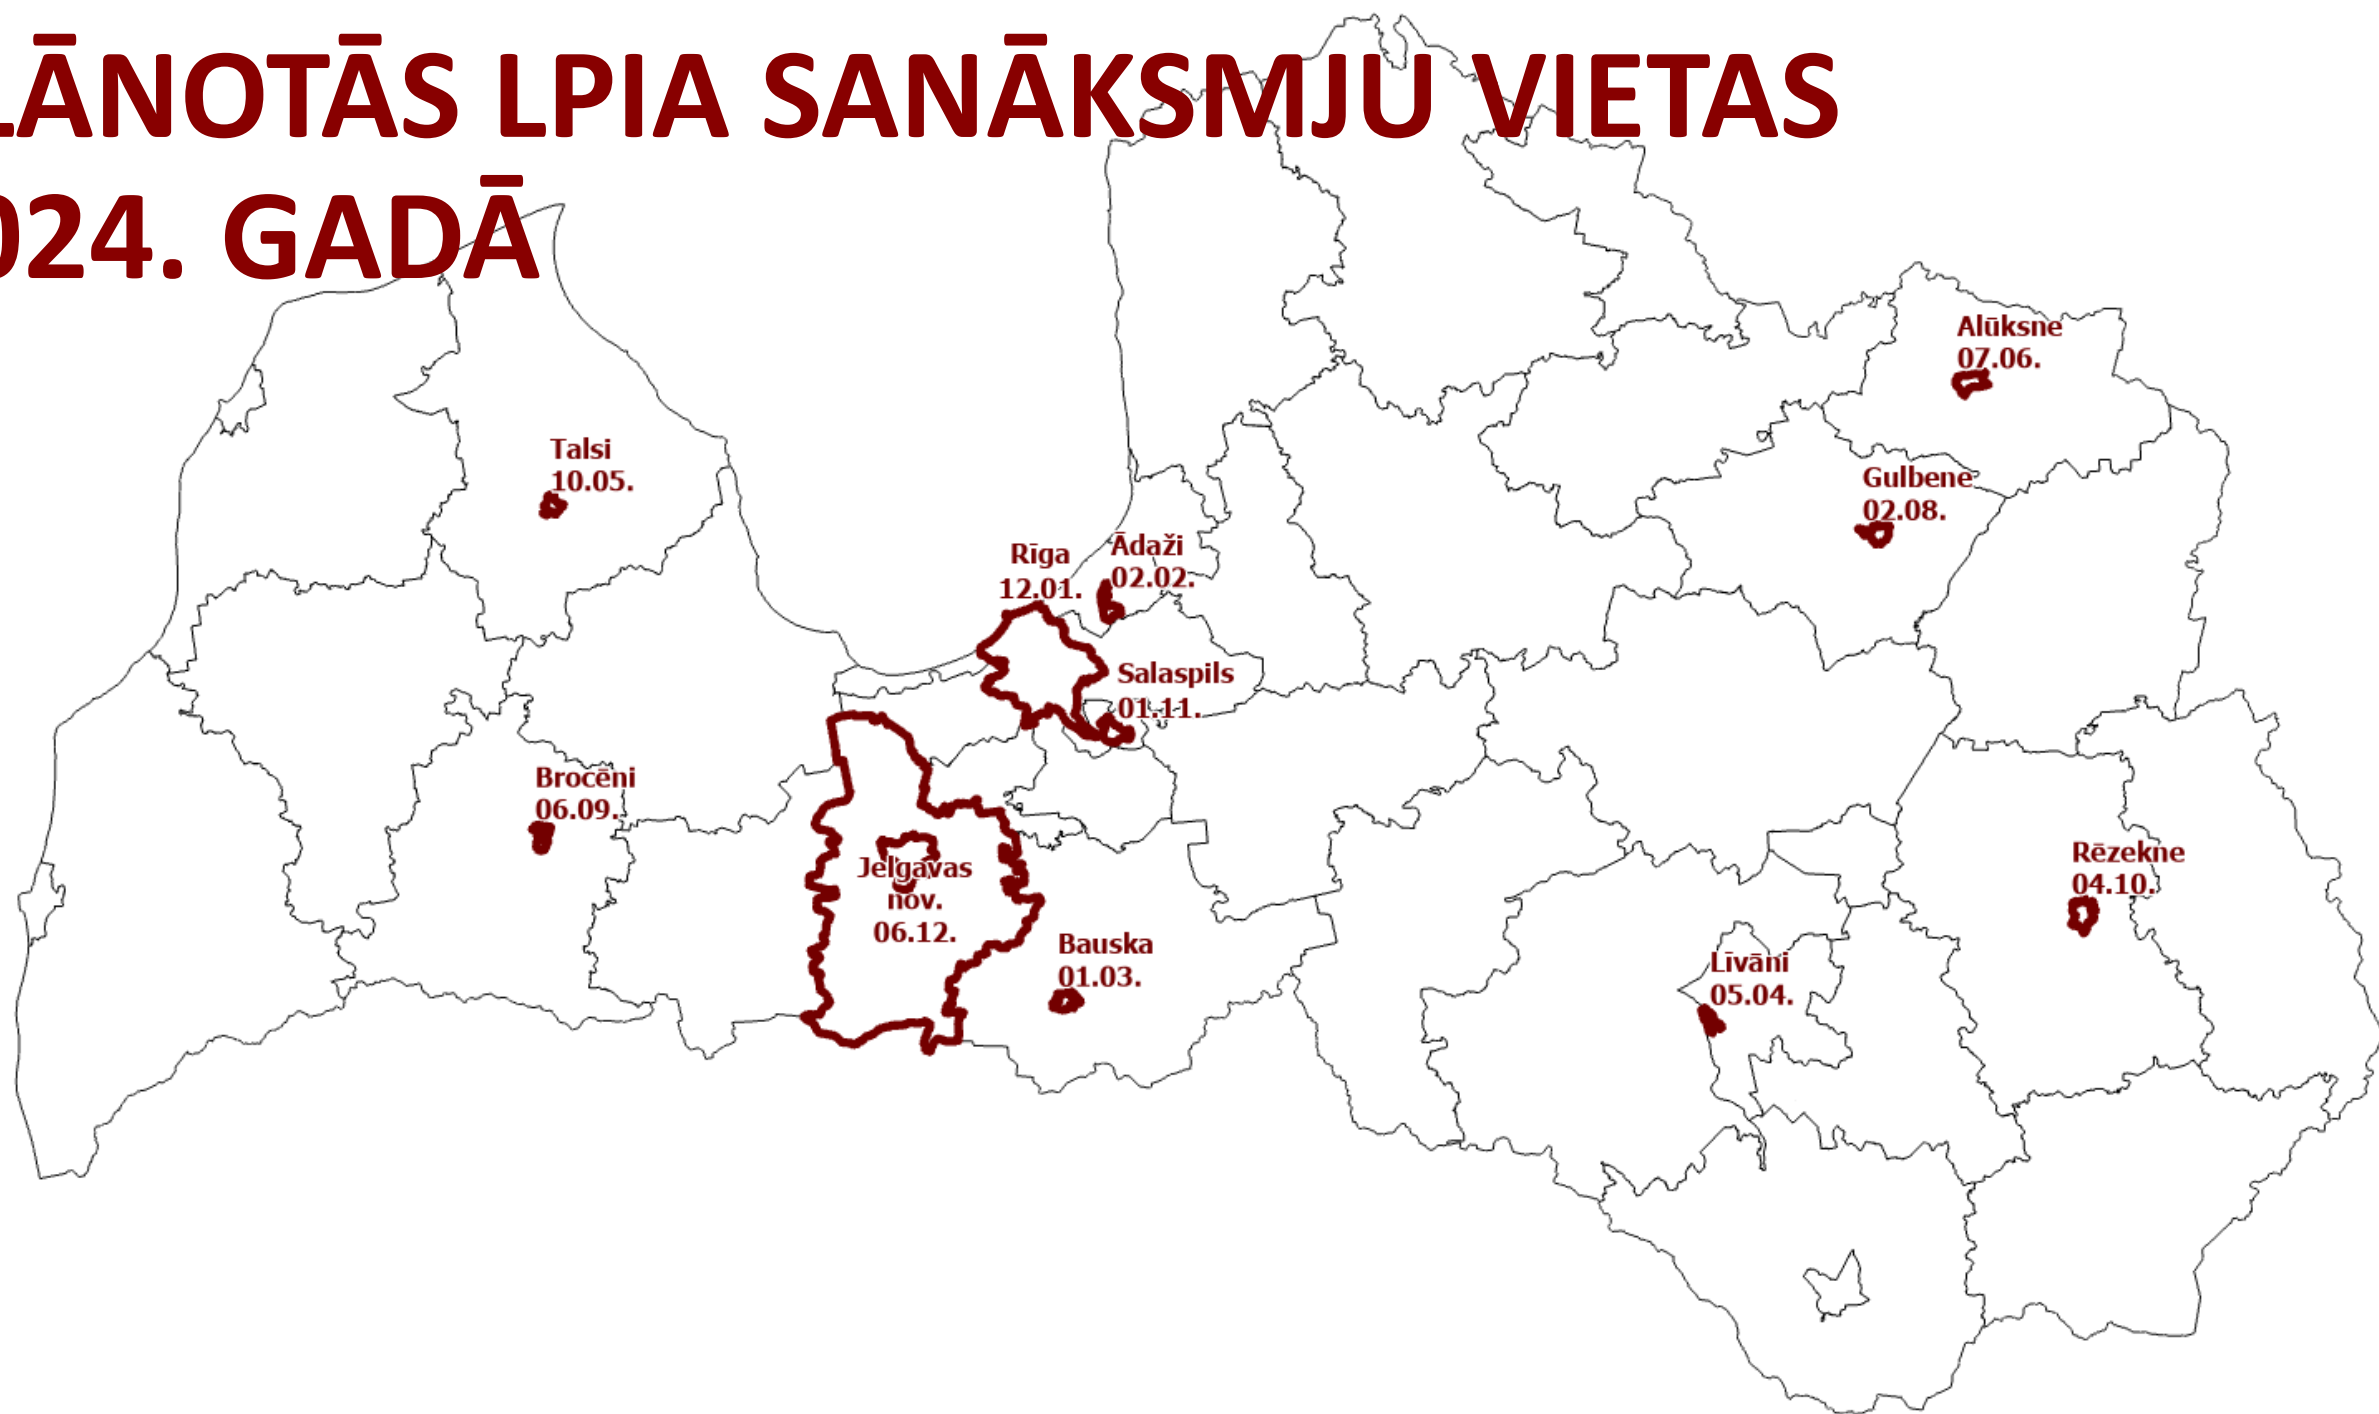 LĀNOTĀS LPIA SANĀKSMJU VIETAS
024. GADĀ
Alūksne
07.06.
Talsi
10.05.
Gulbene
02.08.
Rīga
12.01.
Ādaži
02.02.
Salaspils
01.11.
Brocēni
06.09.
Jelgavas
nov.
06.12.
Rēzekne
04.10.
Bauska
01.03.
Līvāni
05.04.